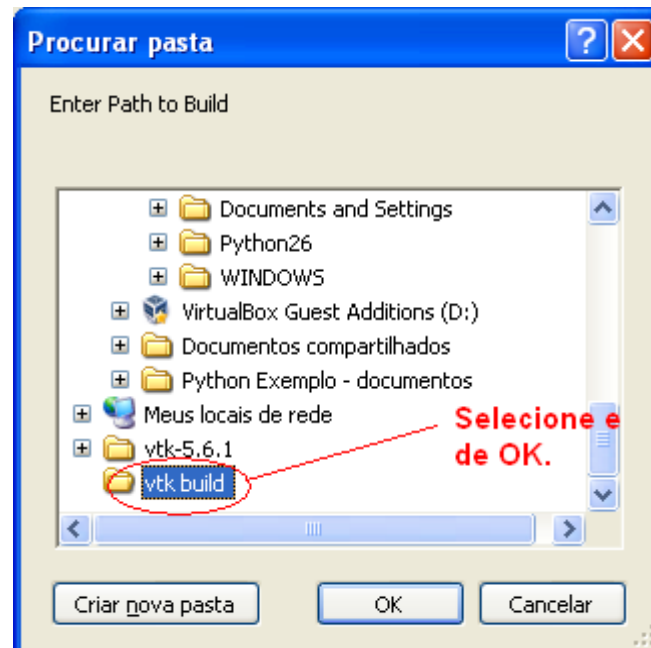 Procurar pasta
Enter Path to Build
Documents and Settings
Python26
WINDOWS
VirtualBox Guest Additions (D:)
Documentos compartilhados
Python Exemplo - documentos
Meus locais de rede
Selecione e
vtk-5.6.1
de OK.
vtk build
Criar nova pasta
OK
Cancelar